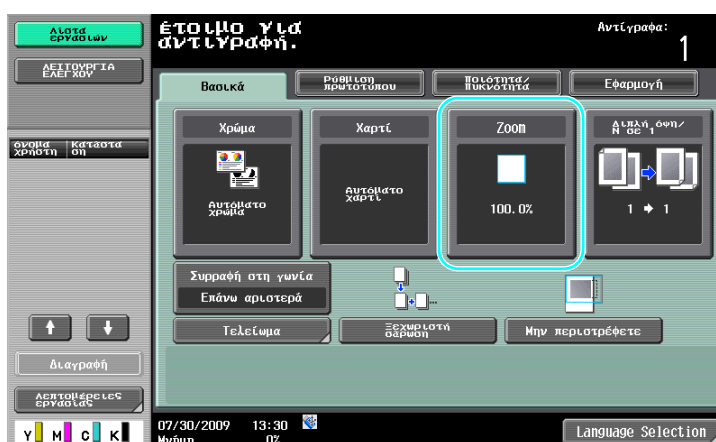 Λίστα
εργασιών
έτοιμο για
αντιγραφή.
Αντίγραφα:
1
ΛΕΙΤΟΥΡΓΙΑ
ΕΛΕΓΧΟΥ
Βασικά
Ρύθμιση
πρωτοτύπου
Ποιότητα/
Πυκνότητα
Εφαρμογή
όνομα
χρήστη
Κατάστα
ση
Χρώμα
Χαρτί
Zoom
Διπλή όψη/
Ν σε 1
Αυτόματο
χρώμα
Αυτόματο
χαρτί
100.0%
1 → 1
Συρραφή στη γωνία
Επάνω αριστερά
Τελείωμα
Ξεχωριστή
σάρωση
Μην περιστρέφετε
Διαγραφή
Λεπτομέρειες
εργασίας
Y M C K
07/30/2009 13:30
Μνήμη 0%
Language Selection